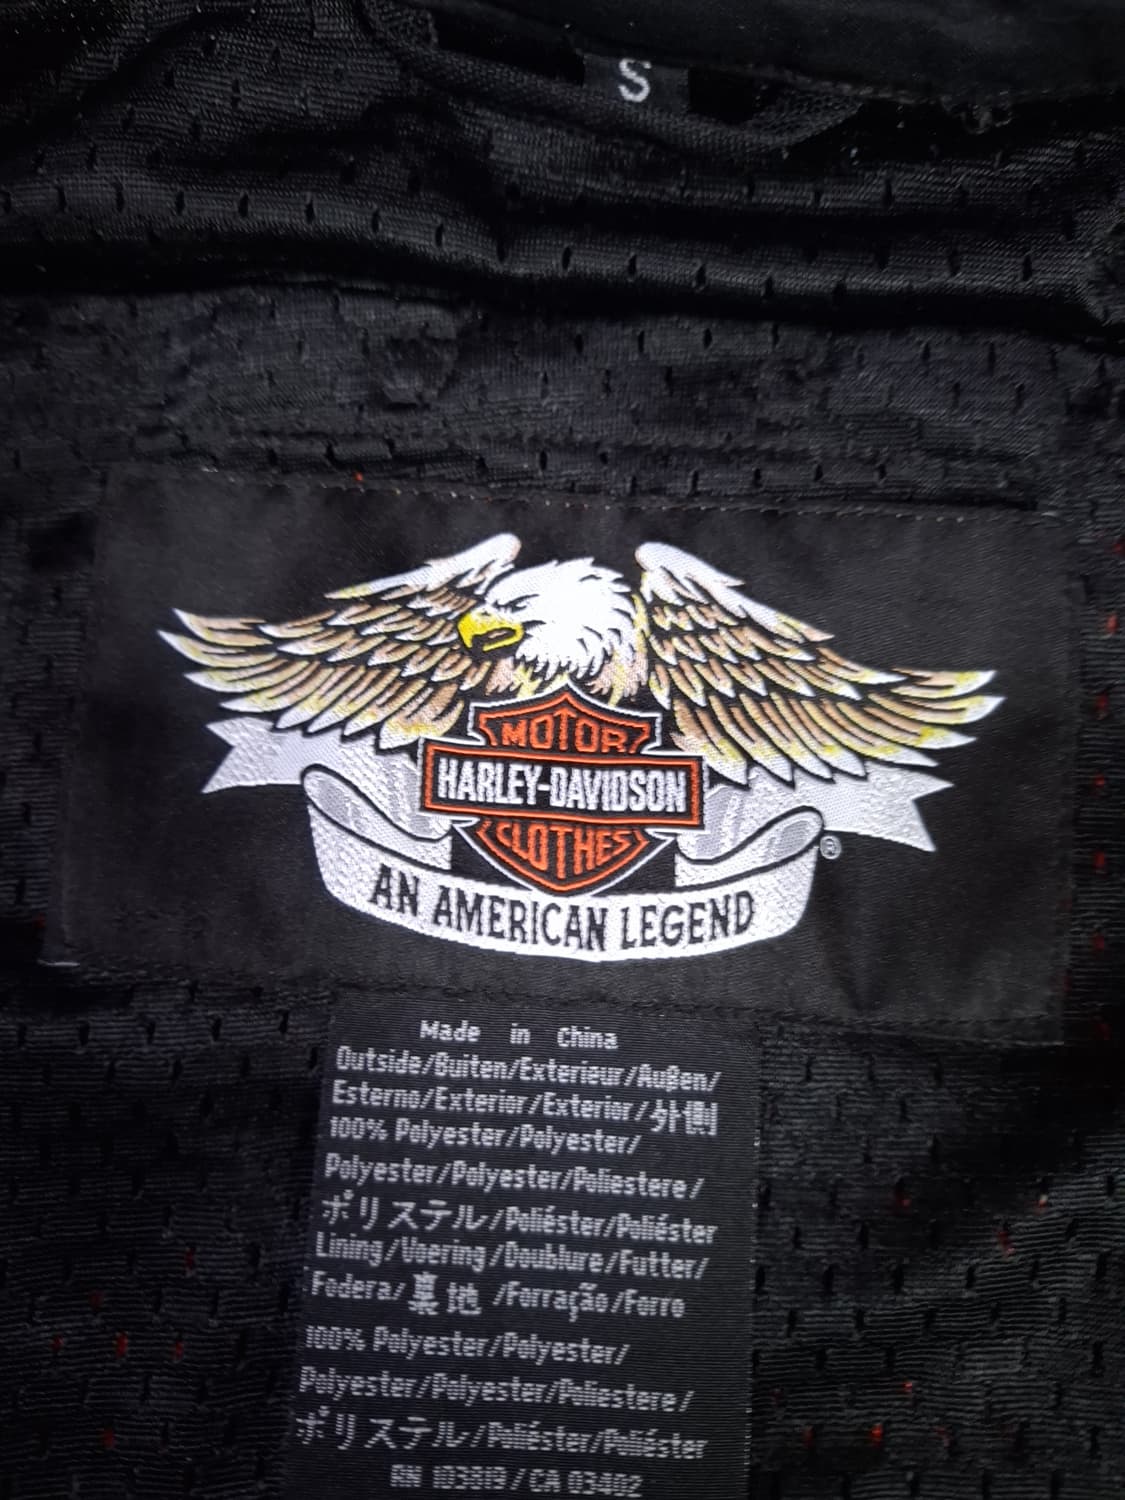 S
MOTOR
HARLEY-DAVIDSON
CLOTHES
®
AN AMERICAN LEGEND
Made in China
Outside/Buiten/Exterieur/Außen/
Esterno/Exterior/Exterior/外側
100% Polyester/Polyester/
Polyester/Polyester/Poliestere/
ポリステル/Poliéster/Poliéster
Lining/Voering/Doublure/Futter/
Fodera/裏地/Forração/Forro
100% Polyester/Polyester/
Polyester/Polyester/Poliestere/
ポリステル/Poliéster/Poliéster
RN 103819/CA 03402